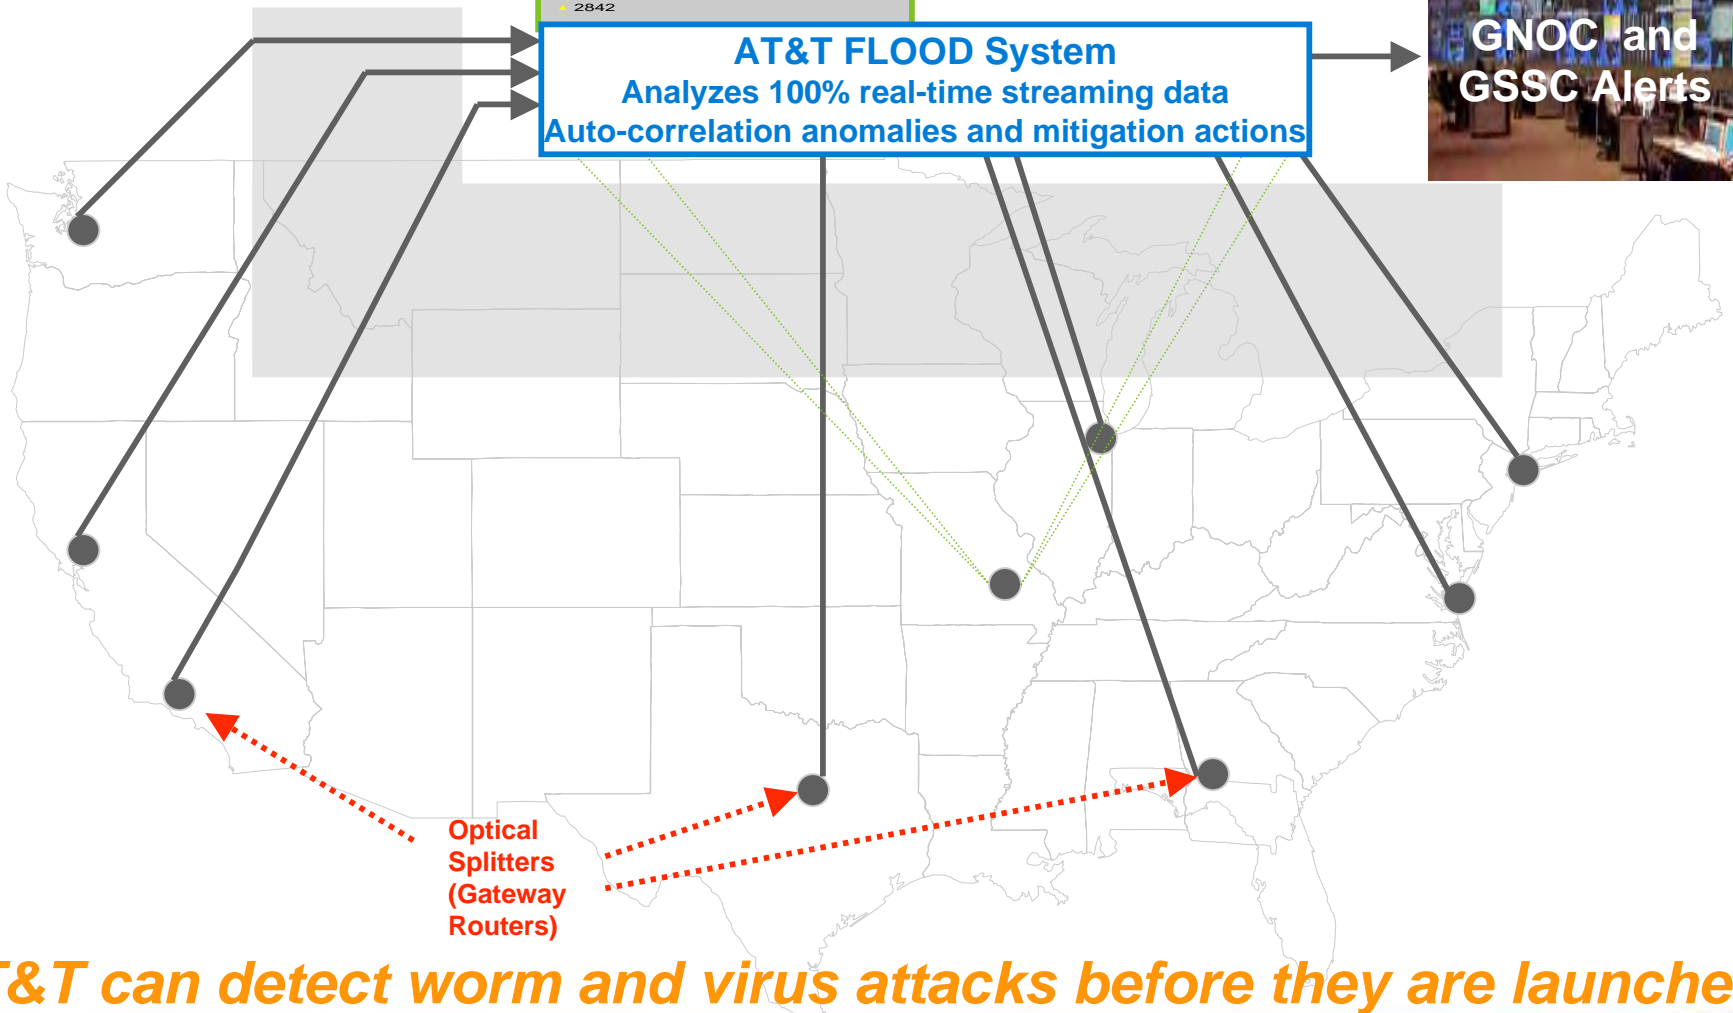 2842
AT&T FLOOD System
Analyzes 100% real-time streaming data
Auto-correlation anomalies and mitigation actions
GNOC and
GSSC Alerts
Optical
Splitters
(Gateway
Routers)
T&T can detect worm and virus attacks before they are launche